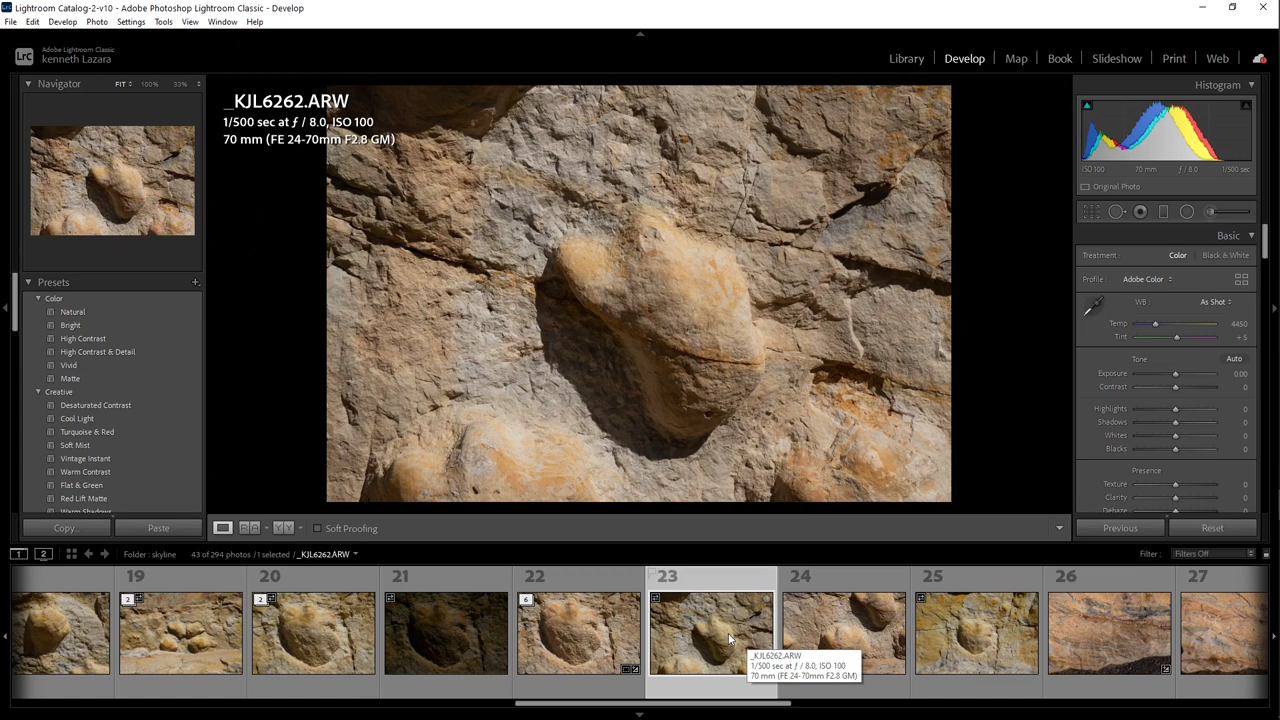 Lightroom Catalog-2-v10 - Adobe Photoshop Lightroom Classic - Develop
File Edit Develop Photo Settings Tools View Window Help
Lrc
Adobe Lightroom Classic
kenneth Lazara
Library | Develop | Map | Book | Slideshow | Print | Web
Navigator FIT 100% 33%
Histogram
_KJL6262.ARW
1/500 sec at ƒ / 8.0, ISO 100
70 mm (FE 24-70mm F2.8 GM)
ISO 100 70 mm ƒ / 8.0 1/500 sec
Original Photo
Basic
Treatment: Color Black & White
Profile: Adobe Color
WB: As Shot
Temp 4450
Tint + 5
Tone Auto
Exposure 0.00
Contrast 0
Highlights 0
Shadows 0
Whites 0
Blacks 0
Presence
Texture 0
Clarity 0
Dehaze
Presets +
Color
Natural
Bright
High Contrast
High Contrast & Detail
Vivid
Matte
Creative
Desaturated Contrast
Cool Light
Turquoise & Red
Soft Mist
Vintage Instant
Warm Contrast
Flat & Green
Red Lift Matte
Warm Shadows
Copy... Paste
R A Y Y Soft Proofing
Previous Reset
1 2 Folder : skyline 43 of 294 photos / 1 selected / _KJL6262.ARW Filter : Filters Off
19 20 21 22 23 24 25 26 27
2 2 6
_KJL6262.ARW
1/500 sec at ƒ / 8.0, ISO 100
70 mm (FE 24-70mm F2.8 GM)